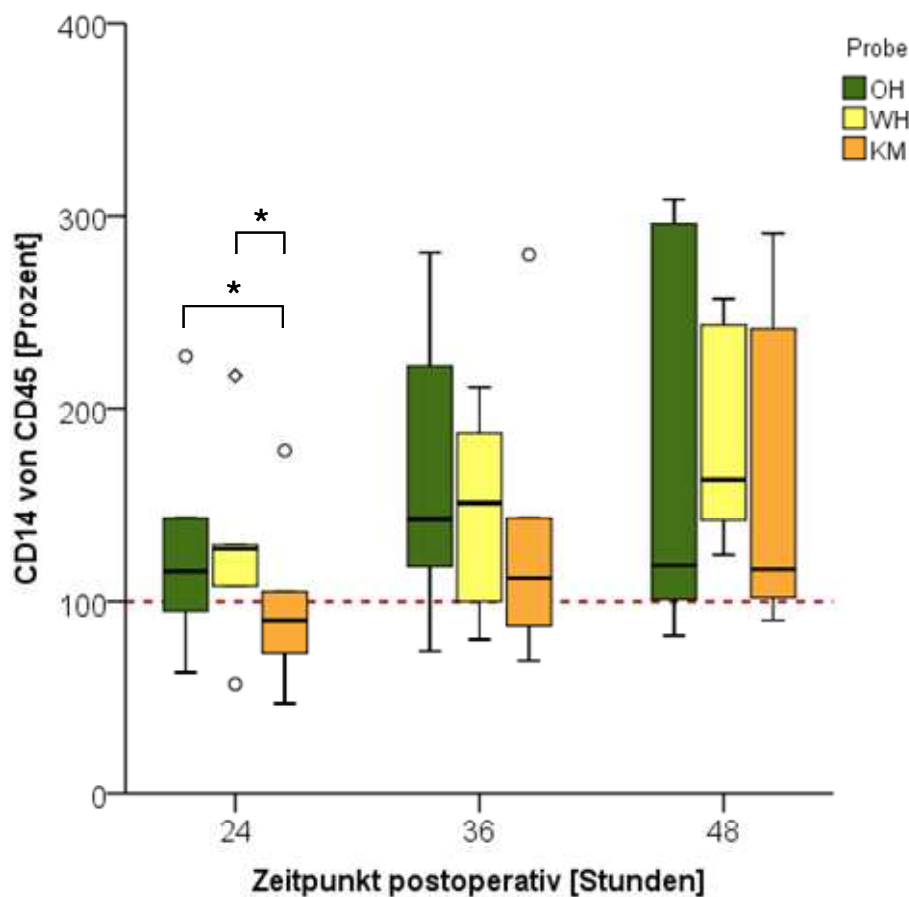 400
300
200
100
0
CD14 von CD45 [Prozent]
*
*
Probe
OH
WH
KM
24 36 48
Zeitpunkt postoperativ [Stunden]